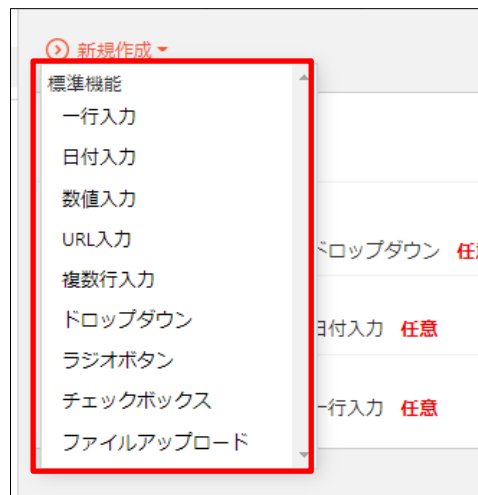 新規作成
標準機能
一行入力
日付入力
数値入力
URL入力
複数行入力
ドロップダウン
ラジオボタン
チェックボックス
ファイルアップロード
ドロップダウン 任意
日付入力 任意
一行入力 任意